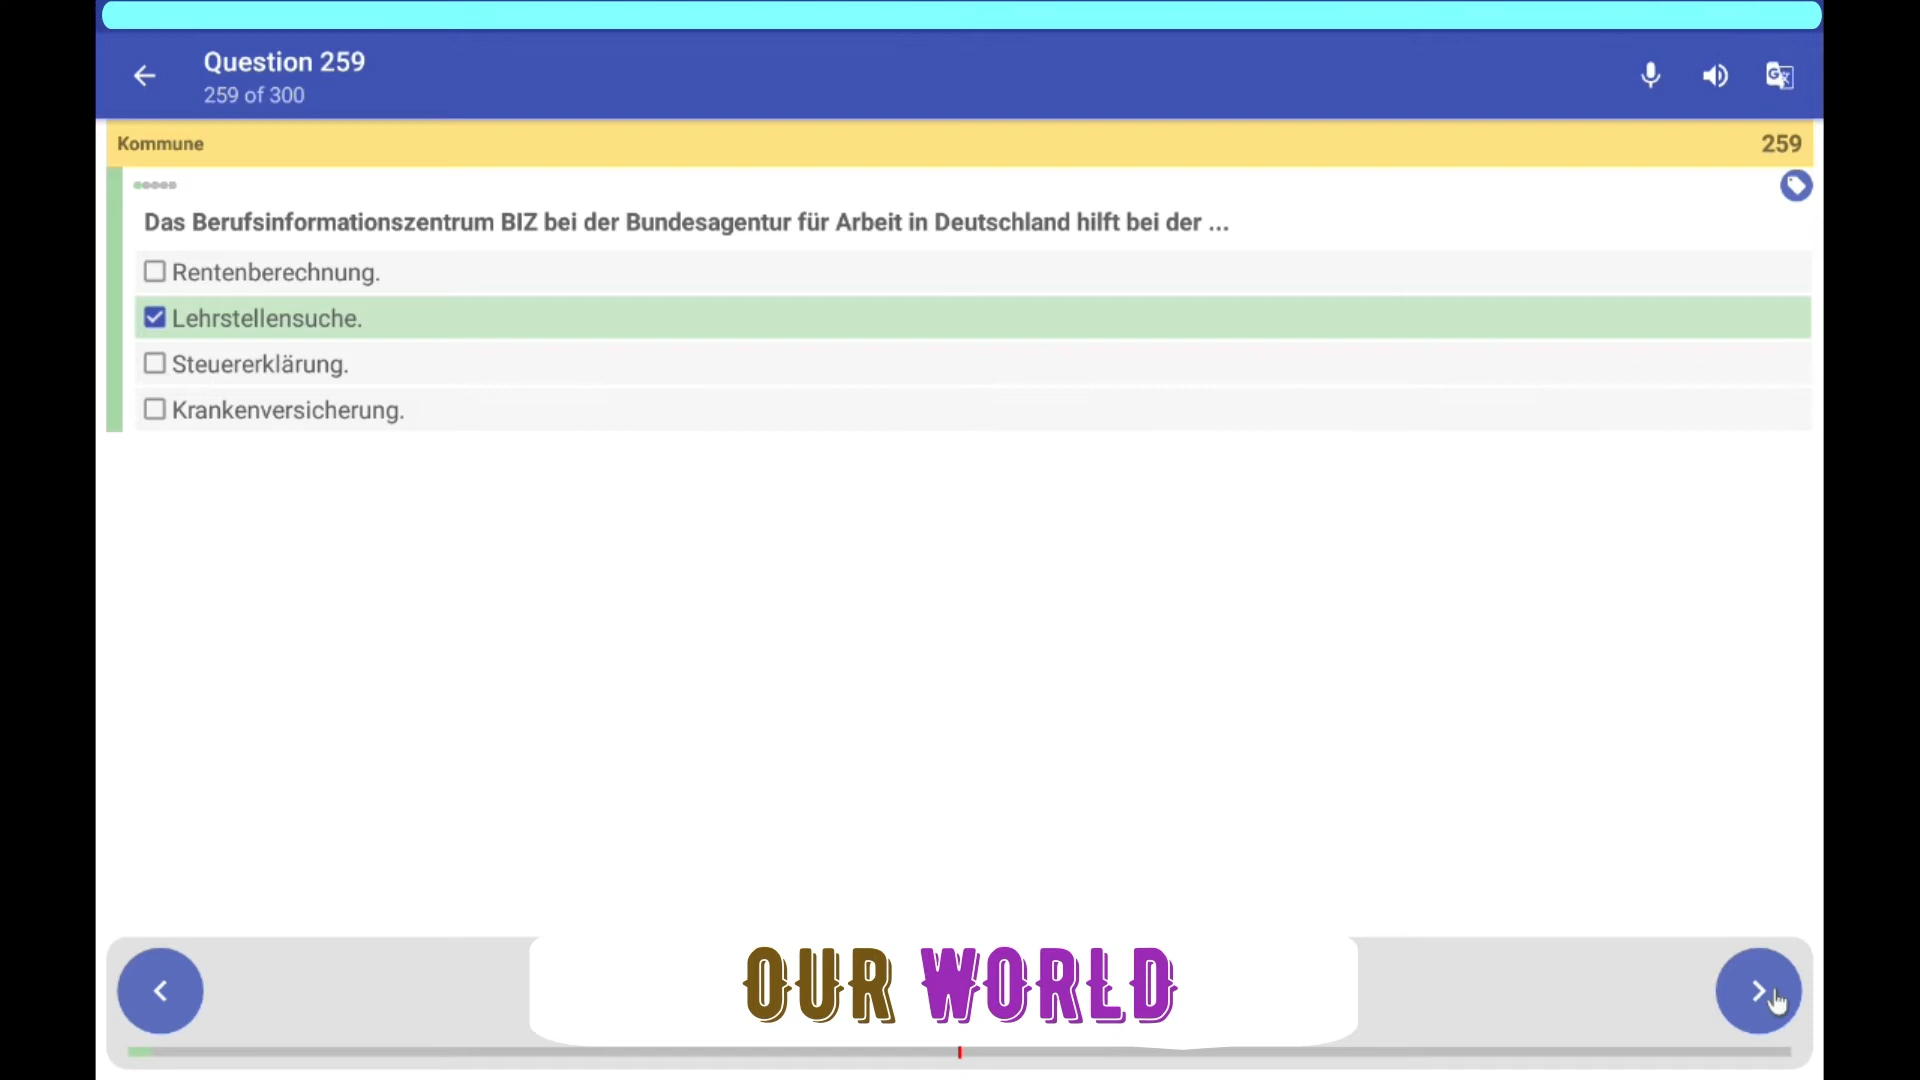 Question 259
259 of 300
Kommune
259
Das Berufsinformationszentrum BIZ bei der Bundesagentur für Arbeit in Deutschland hilft bei der ...
Rentenberechnung.
Lehrstellensuche.
Steuererklärung.
Krankenversicherung.
OUR WORLD